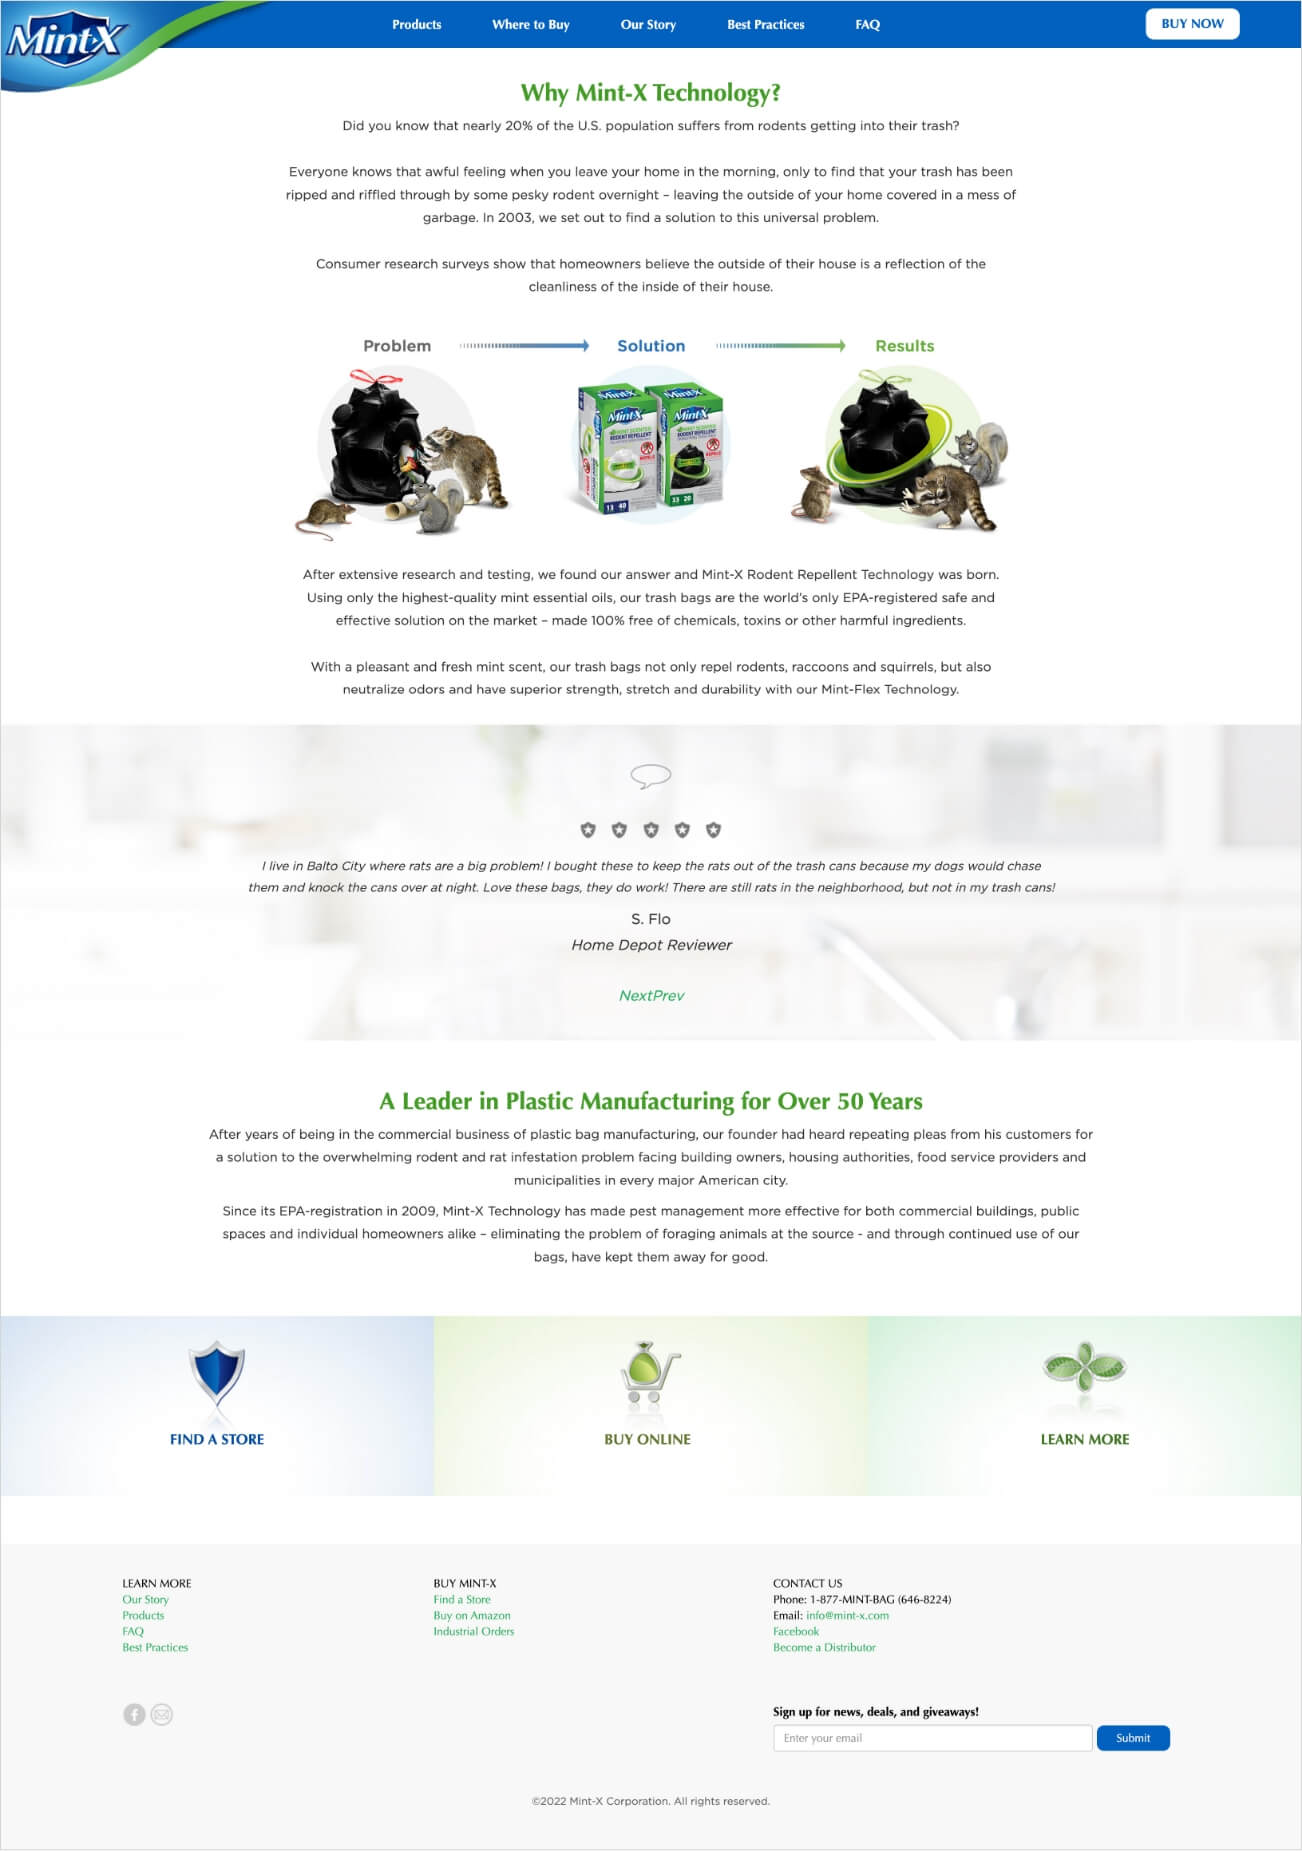 Mint-X
Products
Where to Buy
Our Story
Best Practices
FAQ
BUY NOW
Why Mint-X Technology?
Did you know that nearly 20% of the U.S. population suffers from rodents getting into their trash?
Everyone knows that awful feeling when you leave your home in the morning, only to find that your trash has been
ripped and riffled through by some pesky rodent overnight – leaving the outside of your home covered in a mess of
garbage. In 2003, we set out to find a solution to this universal problem.
Consumer research surveys show that homeowners believe the outside of their house is a reflection of the
cleanliness of the inside of their house.
Problem
Solution
Results
Mint-X
Mint-X
MINT SCENTED
RODENT REPELLENT
13 40
Mint-X
Mint-X
MINT SCENTED
RODENT REPELLENT
33 20
After extensive research and testing, we found our answer and Mint-X Rodent Repellent Technology was born.
Using only the highest-quality mint essential oils, our trash bags are the world's only EPA-registered safe and
effective solution on the market – made 100% free of chemicals, toxins or other harmful ingredients.
With a pleasant and fresh mint scent, our trash bags not only repel rodents, raccoons and squirrels, but also
neutralize odors and have superior strength, stretch and durability with our Mint-Flex Technology.
I live in Balto City where rats are a big problem! I bought these to keep the rats out of the trash cans because my dogs would chase
them and knock the cans over at night. Love these bags, they do work! There are still rats in the neighborhood, but not in my trash cans!
S. Flo
Home Depot Reviewer
NextPrev
A Leader in Plastic Manufacturing for Over 50 Years
After years of being in the commercial business of plastic bag manufacturing, our founder had heard repeating pleas from his customers for
a solution to the overwhelming rodent and rat infestation problem facing building owners, housing authorities, food service providers and
municipalities in every major American city.
Since its EPA-registration in 2009, Mint-X Technology has made pest management more effective for both commercial buildings, public
spaces and individual homeowners alike – eliminating the problem of foraging animals at the source - and through continued use of our
bags, have kept them away for good.
FIND A STORE
BUY ONLINE
LEARN MORE
LEARN MORE
Our Story
Products
FAQ
Best Practices
BUY MINT-X
Find a Store
Buy on Amazon
Industrial Orders
CONTACT US
Phone: 1-877-MINT-BAG (646-8224)
Email: info@mint-x.com
Facebook
Become a Distributor
Sign up for news, deals, and giveaways!
Enter your email
Submit
©2022 Mint-X Corporation. All rights reserved.